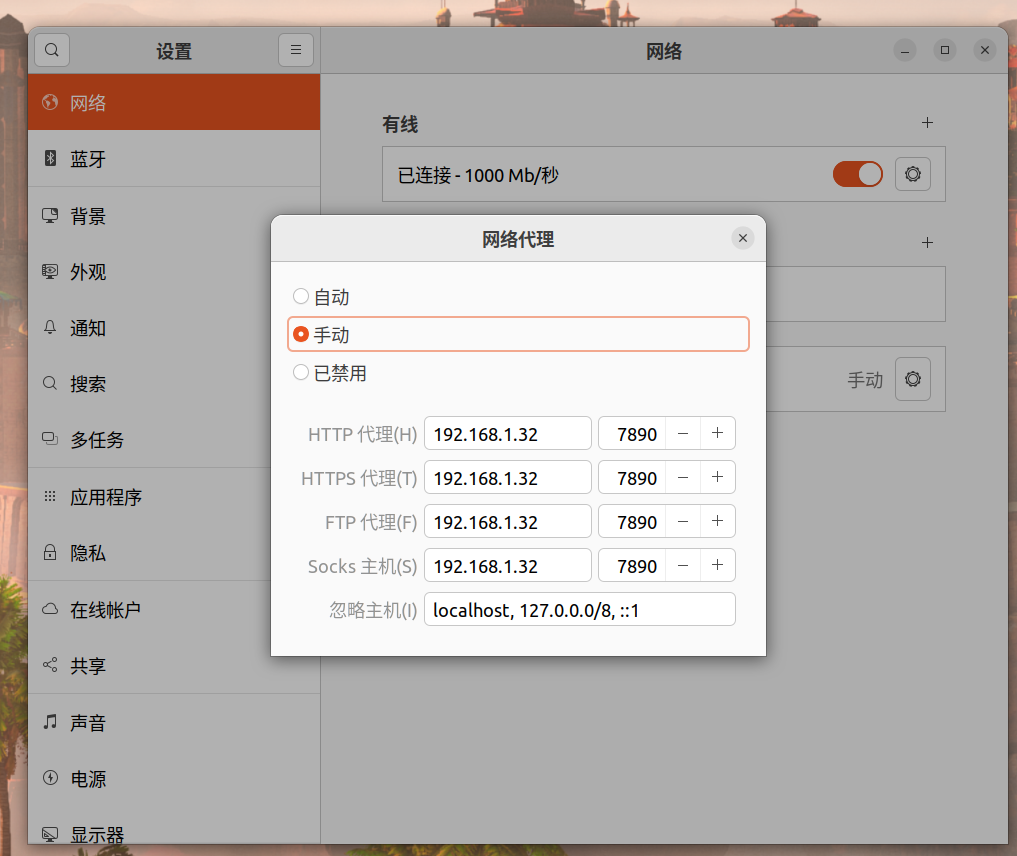 设置
网络
网络
蓝牙
背景
外观
通知
搜索
多任务
应用程序
隐私
在线帐户
共享
声音
电源
显示器
有线
已连接 - 1000 Mb/秒
手动
网络代理
自动
手动
已禁用
HTTP 代理(H) 192.168.1.32 7890 − +
HTTPS 代理(T) 192.168.1.32 7890 − +
FTP 代理(F) 192.168.1.32 7890 − +
Socks 主机(S) 192.168.1.32 7890 − +
忽略主机(I) localhost, 127.0.0.0/8, ::1